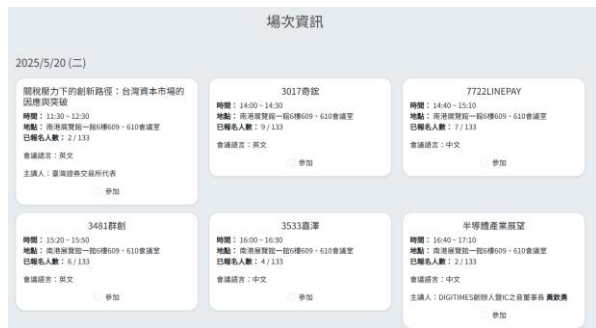 場次資訊
2025/5/20 (二)
關稅壓力下的創新路徑：台灣資本市場的
因應與突破
時間： 11:30 ~ 12:30
地點： 南港展覽館一館6樓609、610會議室
已報名人數： 2 / 133
會議語言：英文
主講人：臺灣證券交易所代表
參加
3017奇鋐
時間： 14:00 ~ 14:30
地點： 南港展覽館一館6樓609、610會議室
已報名人數： 9 / 133
會議語言：英文
參加
7722LINEPAY
時間： 14:40 ~ 15:10
地點： 南港展覽館一館6樓609、610會議室
已報名人數： 7 / 133
會議語言：中文
參加
3481群創
時間： 15:20 ~ 15:50
地點： 南港展覽館一館6樓609、610會議室
已報名人數： 6 / 133
會議語言：英文
參加
3533嘉澤
時間： 16:00 ~ 16:30
地點： 南港展覽館一館6樓609、610會議室
已報名人數： 4 / 133
會議語言：中文
參加
半導體產業展望
時間： 16:40 ~ 17:10
地點： 南港展覽館一館6樓609、610會議室
已報名人數： 2 / 133
會議語言：中文
主講人：DIGITIMES創辦人暨IC之音董事長 黃欽勇
參加